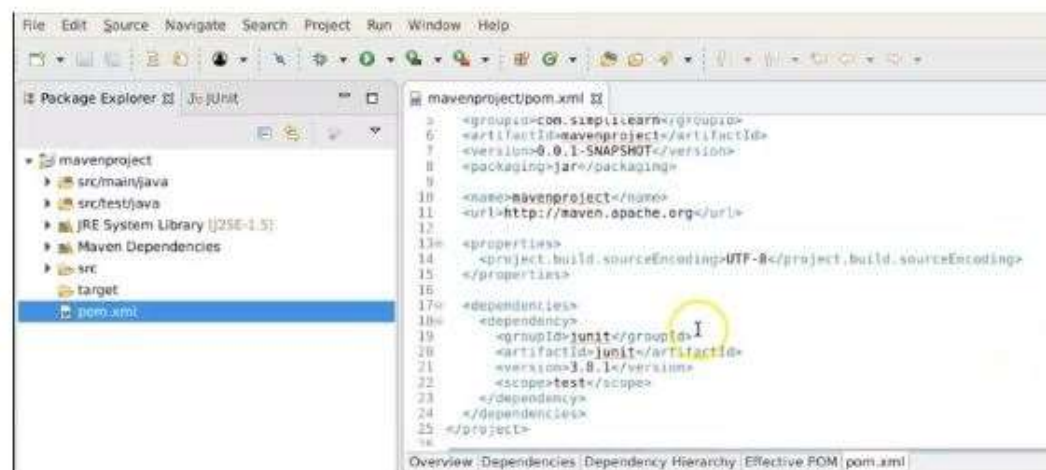 File Edit Source Navigate Search Project Run Window Help
Package Explorer JUnit
mavenproject/pom.xml
mavenproject
src/main/java
src/test/java
JRE System Library [J2SE-1.5]
Maven Dependencies
src
target
pom.xml
5 <groupId>com.simplilearn</groupId>
6 <artifactId>mavenproject</artifactId>
7 <version>0.0.1-SNAPSHOT</version>
8 <packaging>jar</packaging>
9
10 <name>mavenproject</name>
11 <url>http://maven.apache.org</url>
12
13 <properties>
14 <project.build.sourceEncoding>UTF-8</project.build.sourceEncoding>
15 </properties>
16
17 <dependencies>
18 <dependency>
19 <groupId>junit</groupId>
20 <artifactId>junit</artifactId>
21 <version>3.8.1</version>
22 <scope>test</scope>
23 </dependency>
24 </dependencies>
25 </project>
26
Overview Dependencies Dependency Hierarchy Effective POM pom.xml